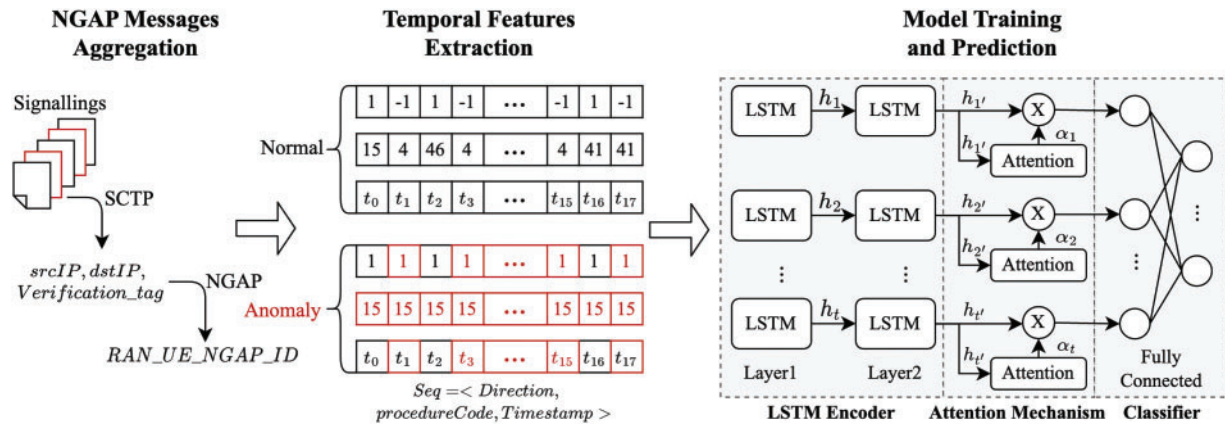 NGAP Messages
Aggregation
Signallings
SCTP
srcIP, dstIP,
Verification_tag
NGAP
RAN_UE_NGAP_ID
Temporal Features
Extraction
Normal
1 -1 1 -1 ... -1 1 -1
15 4 46 4 ... 4 41 41
t0 t1 t2 t3 ... t15 t16 t17
Anomaly
1 1 1 1 ... 1 1 1
15 15 15 15 ... 15 15 15
t0 t1 t2 t3 ... t15 t16 t17
Seq =< Direction,
procedureCode, Timestamp >
Model Training
and Prediction
LSTM h1 LSTM h1' X
h1' α1
Attention
LSTM h2 LSTM h2' X
h2' α2
Attention
⋮ ⋮ ⋮ ⋮
LSTM ht LSTM ht' X
ht' αt
Attention
Layer1 Layer2
Fully
Connected
LSTM Encoder Attention Mechanism Classifier